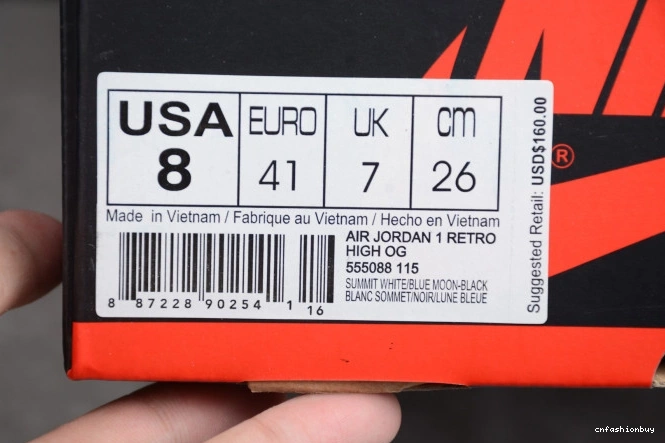 NIKE
®
USA EURO UK cm
8 41 7 26
Made in Vietnam / Fabrique au Vietnam / Hecho en Vietnam
AIR JORDAN 1 RETRO
HIGH OG
555088 115
SUMMIT WHITE/BLUE MOON-BLACK
BLANC SOMMET/NOIR/LUNE BLEUE
8 87228 90254 1
16
Suggested Retail: USD$160.00
cnfashionbuy